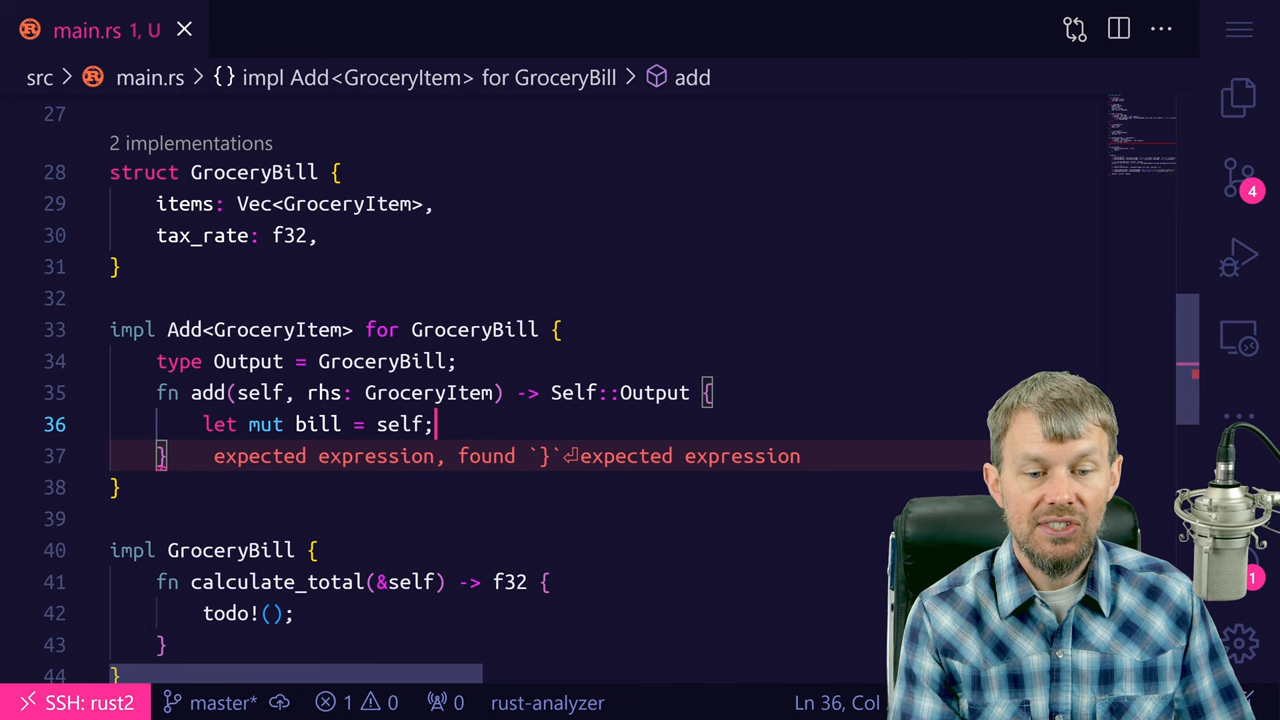 main.rs 1, U
src > main.rs > {} impl Add<GroceryItem> for GroceryBill > add
27
2 implementations
28 struct GroceryBill {
29 items: Vec<GroceryItem>,
30 tax_rate: f32,
31 }
32
33 impl Add<GroceryItem> for GroceryBill {
34 type Output = GroceryBill;
35 fn add(self, rhs: GroceryItem) -> Self::Output {
36 let mut bill = self;
37 } expected expression, found `}`⏎expected expression
38 }
39
40 impl GroceryBill {
41 fn calculate_total(&self) -> f32 {
42 todo!();
43 }
44 }
4
1
SSH: rust2 master* 1 0 0 rust-analyzer Ln 36, Col